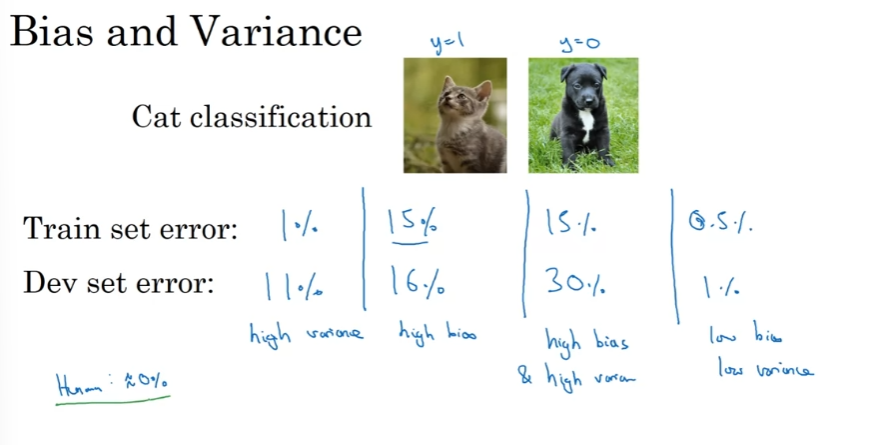 Bias and Variance
y=1 y=0
Cat classification
Train set error: 1% 15% 15% 0.5%
Dev set error: 11% 16% 30% 1%
high variance high bias high bias low bias
& high varian low variance
Human: ≈0%